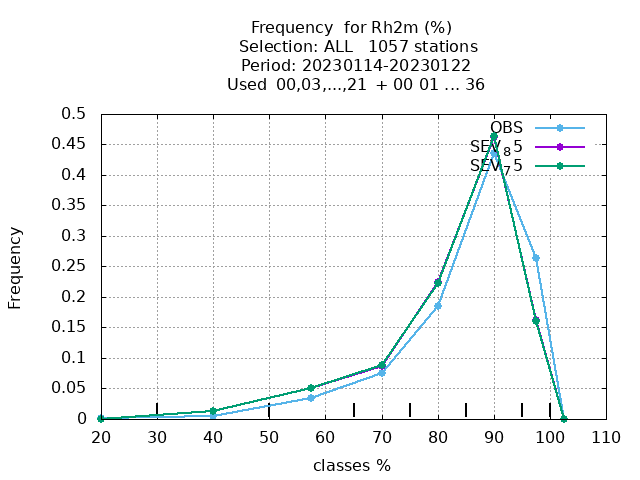 Frequency  for Rh2m (%)
Selection: ALL   1057 stations
Period: 20230114-20230122
Used  00,03,...,21  + 00 01 ... 36
0.5
0.45
0.4
0.35
0.3
0.25
0.2
0.15
0.1
0.05
0
Frequency
OBS
SEV₈5
SEV₇5
20 30 40 50 60 70 80 90 100 110
classes %